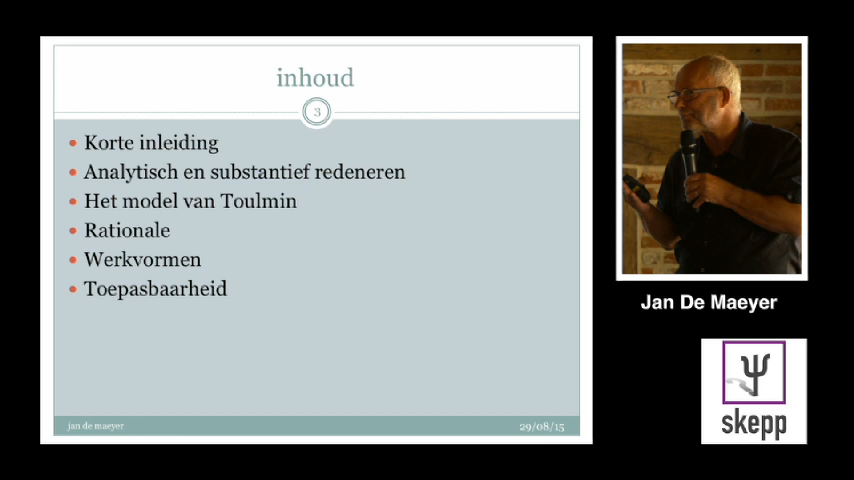 inhoud
3
Korte inleiding
Analytisch en substantief redeneren
Het model van Toulmin
Rationale
Werkvormen
Toepasbaarheid
jan de maeyer
29/08/15
Jan De Maeyer
skepp